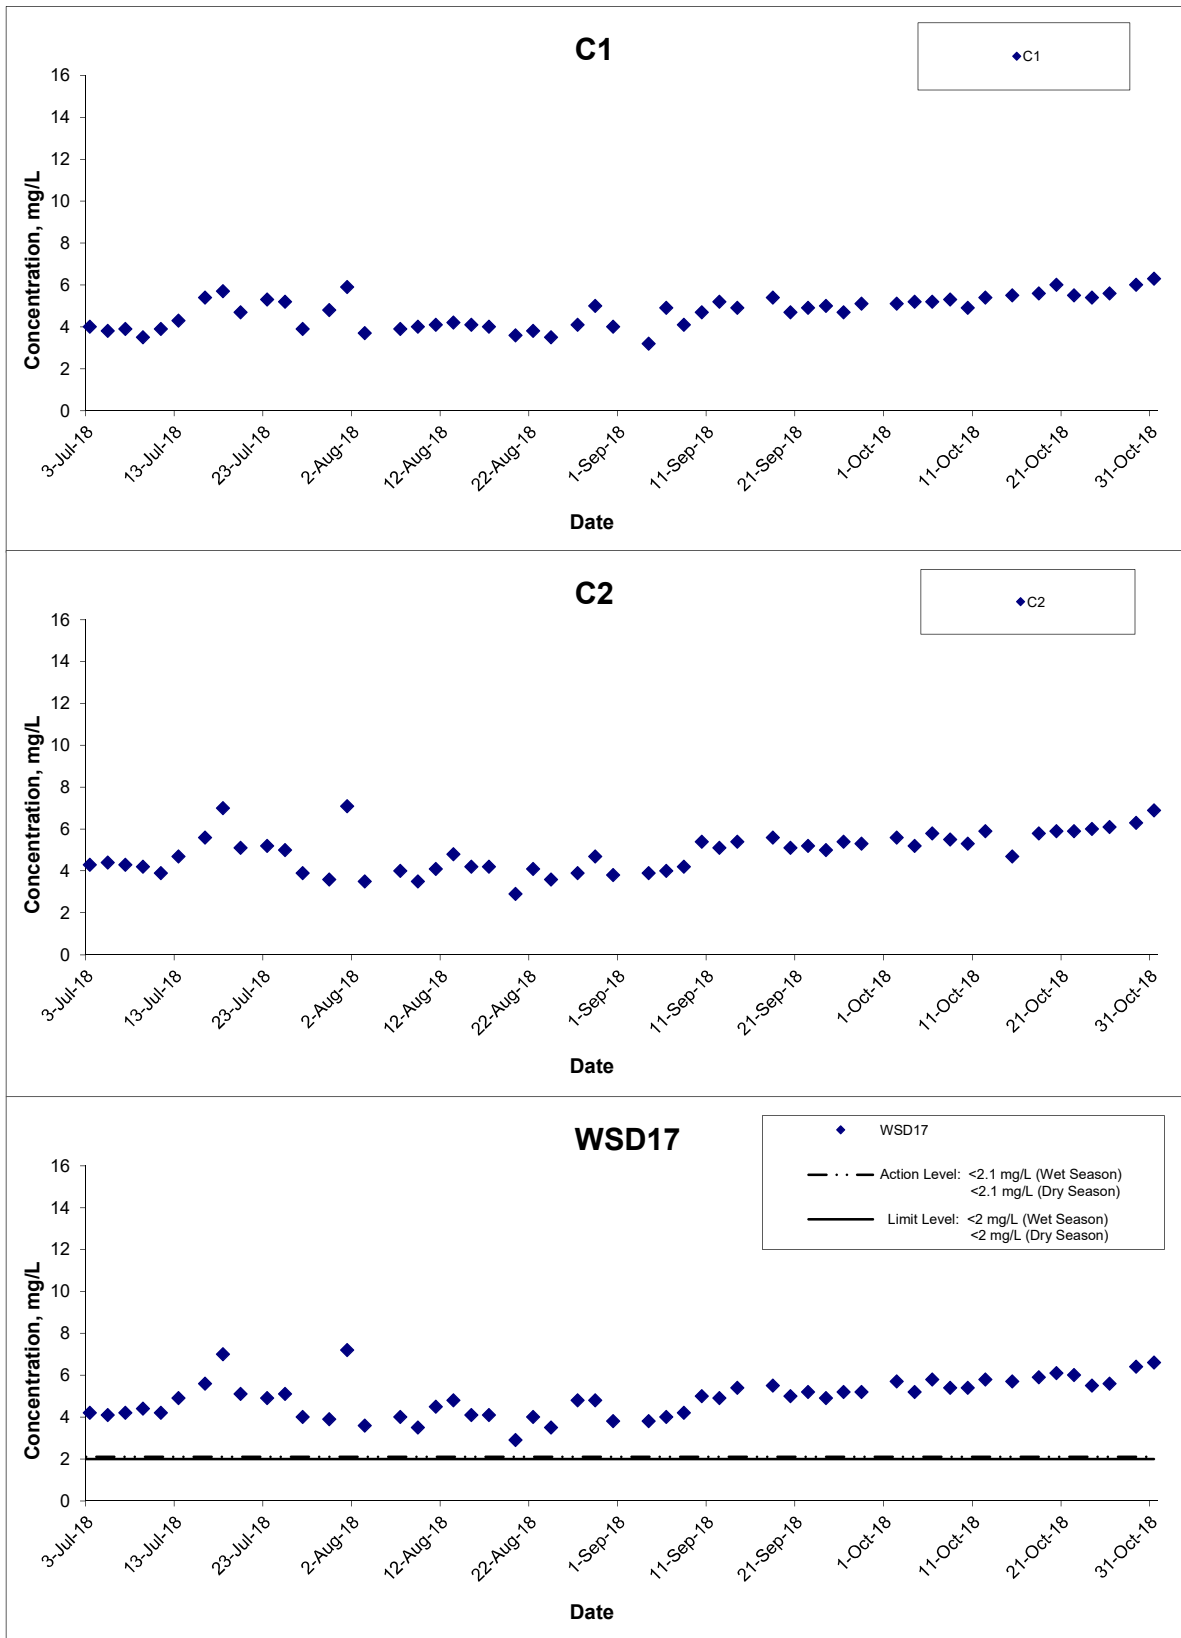 C1
C1
16
14
12
10
8
6
4
2
0
Concentration, mg/L
3-Jul-18
13-Jul-18
23-Jul-18
2-Aug-18
12-Aug-18
22-Aug-18
1-Sep-18
11-Sep-18
21-Sep-18
1-Oct-18
11-Oct-18
21-Oct-18
31-Oct-18
Date
C2
C2
16
14
12
10
8
6
4
2
0
Concentration, mg/L
3-Jul-18
13-Jul-18
23-Jul-18
2-Aug-18
12-Aug-18
22-Aug-18
1-Sep-18
11-Sep-18
21-Sep-18
1-Oct-18
11-Oct-18
21-Oct-18
31-Oct-18
Date
WSD17
WSD17
Action Level: <2.1 mg/L (Wet Season)
<2.1 mg/L (Dry Season)
Limit Level: <2 mg/L (Wet Season)
<2 mg/L (Dry Season)
16
14
12
10
8
6
4
2
0
Concentration, mg/L
3-Jul-18
13-Jul-18
23-Jul-18
2-Aug-18
12-Aug-18
22-Aug-18
1-Sep-18
11-Sep-18
21-Sep-18
1-Oct-18
11-Oct-18
21-Oct-18
31-Oct-18
Date